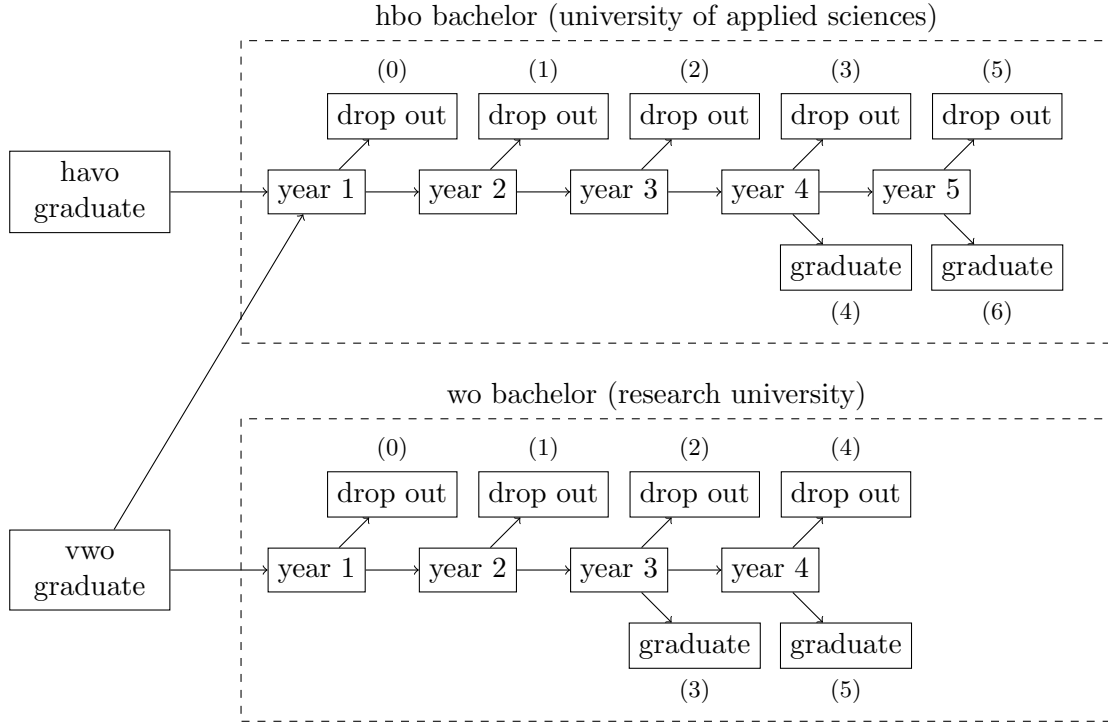 hbo bachelor (university of applied sciences)
(0) (1) (2) (3) (5)
drop out drop out drop out drop out drop out
havo
graduate
year 1 year 2 year 3 year 4 year 5
graduate graduate
(4) (6)
wo bachelor (research university)
(0) (1) (2) (4)
drop out drop out drop out drop out
vwo
graduate
year 1 year 2 year 3 year 4
graduate graduate
(3) (5)